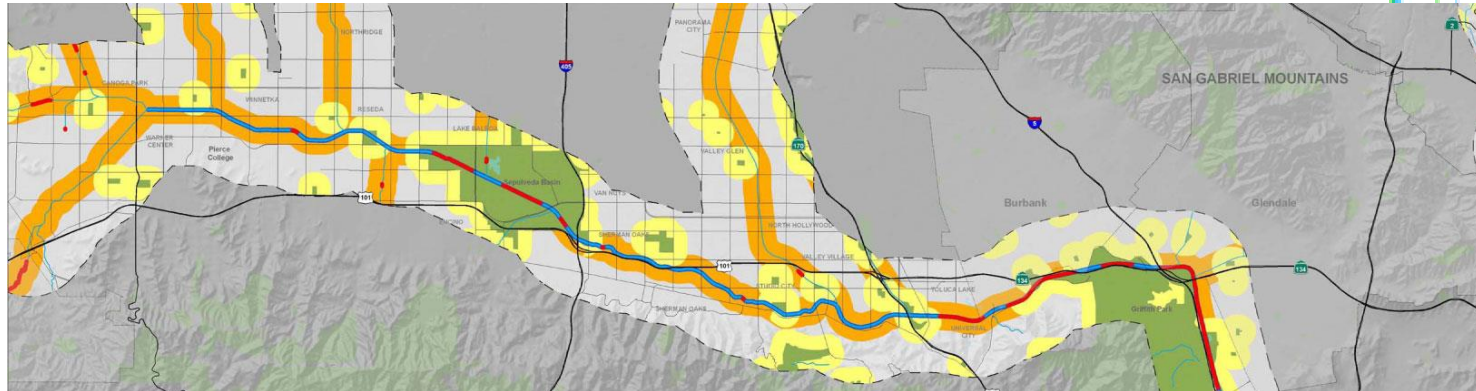 NORTHRIDGE
PANORAMA
CITY
2
405
SAN GABRIEL MOUNTAINS
CANOGA PARK
WINNETKA
RESEDA
5
LAKE BALBOA
WARNER
CENTER
Pierce
College
170
VALLEY GLEN
101
Sepulveda Basin
VAN NUYS
ENCINO
SHERMAN OAKS
NORTH HOLLYWOOD
Burbank
Glendale
VALLEY VILLAGE
101
134
134
STUDIO CITY
TOLUCA LAKE
SHERMAN OAKS
UNIVERSAL
CITY
Griffith Park